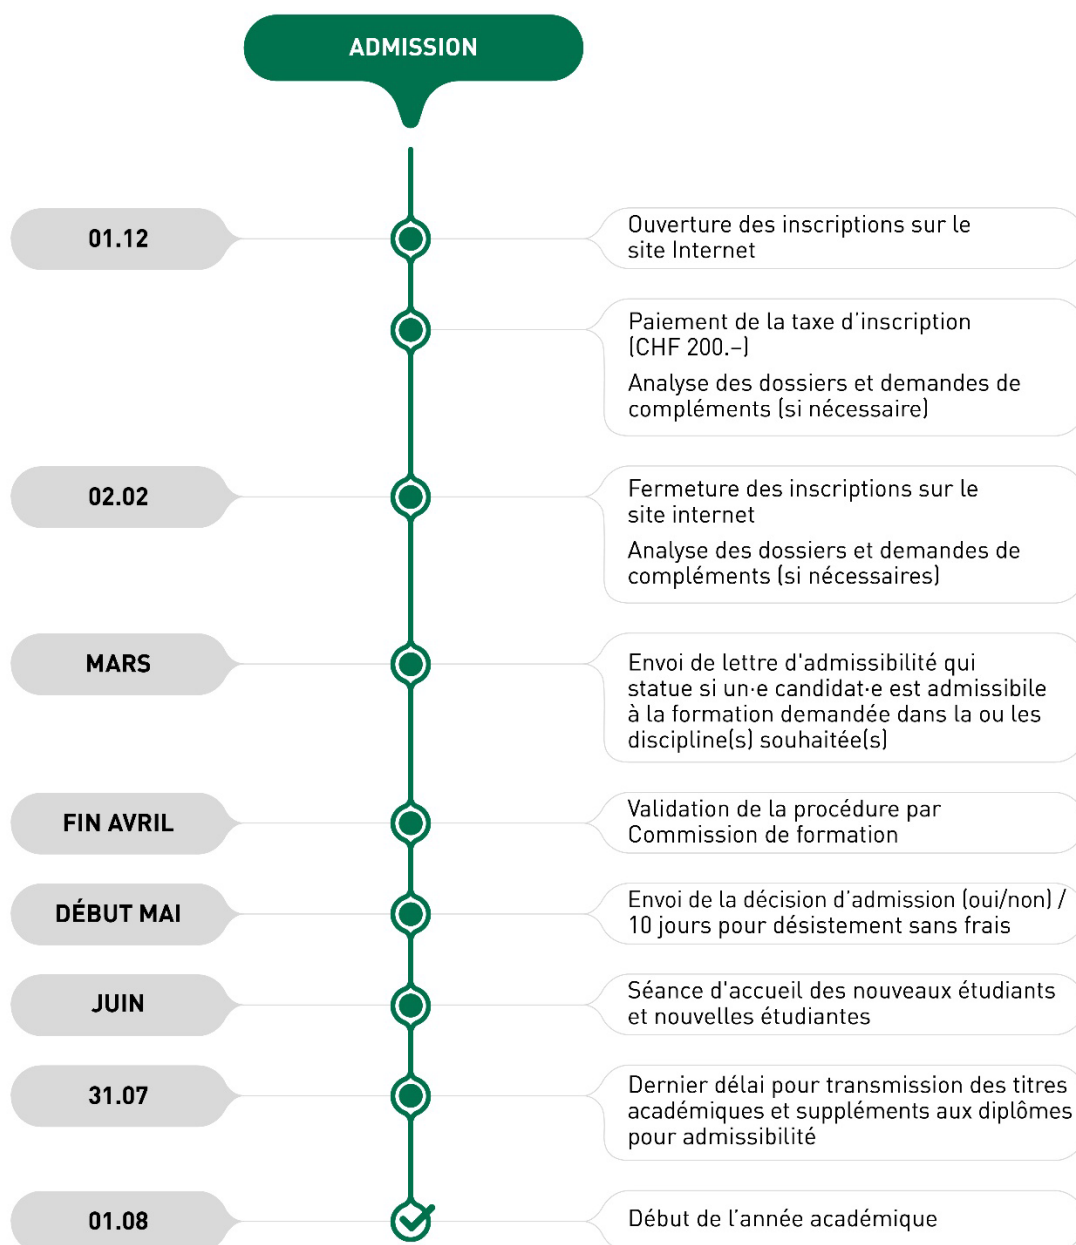 ADMISSION
01.12
Ouverture des inscriptions sur le
site Internet
Paiement de la taxe d'inscription
(CHF 200.–)
Analyse des dossiers et demandes de
compléments (si nécessaire)
02.02
Fermeture des inscriptions sur le
site internet
Analyse des dossiers et demandes de
compléments (si nécessaires)
MARS
Envoi de lettre d'admissibilité qui
statue si un·e candidat·e est admissibile
à la formation demandée dans la ou les
discipline(s) souhaitée(s)
FIN AVRIL
Validation de la procédure par
Commission de formation
DÉBUT MAI
Envoi de la décision d'admission (oui/non) /
10 jours pour désistement sans frais
JUIN
Séance d'accueil des nouveaux étudiants
et nouvelles étudiantes
31.07
Dernier délai pour transmission des titres
académiques et suppléments aux diplômes
pour admissibilité
01.08
Début de l'année académique